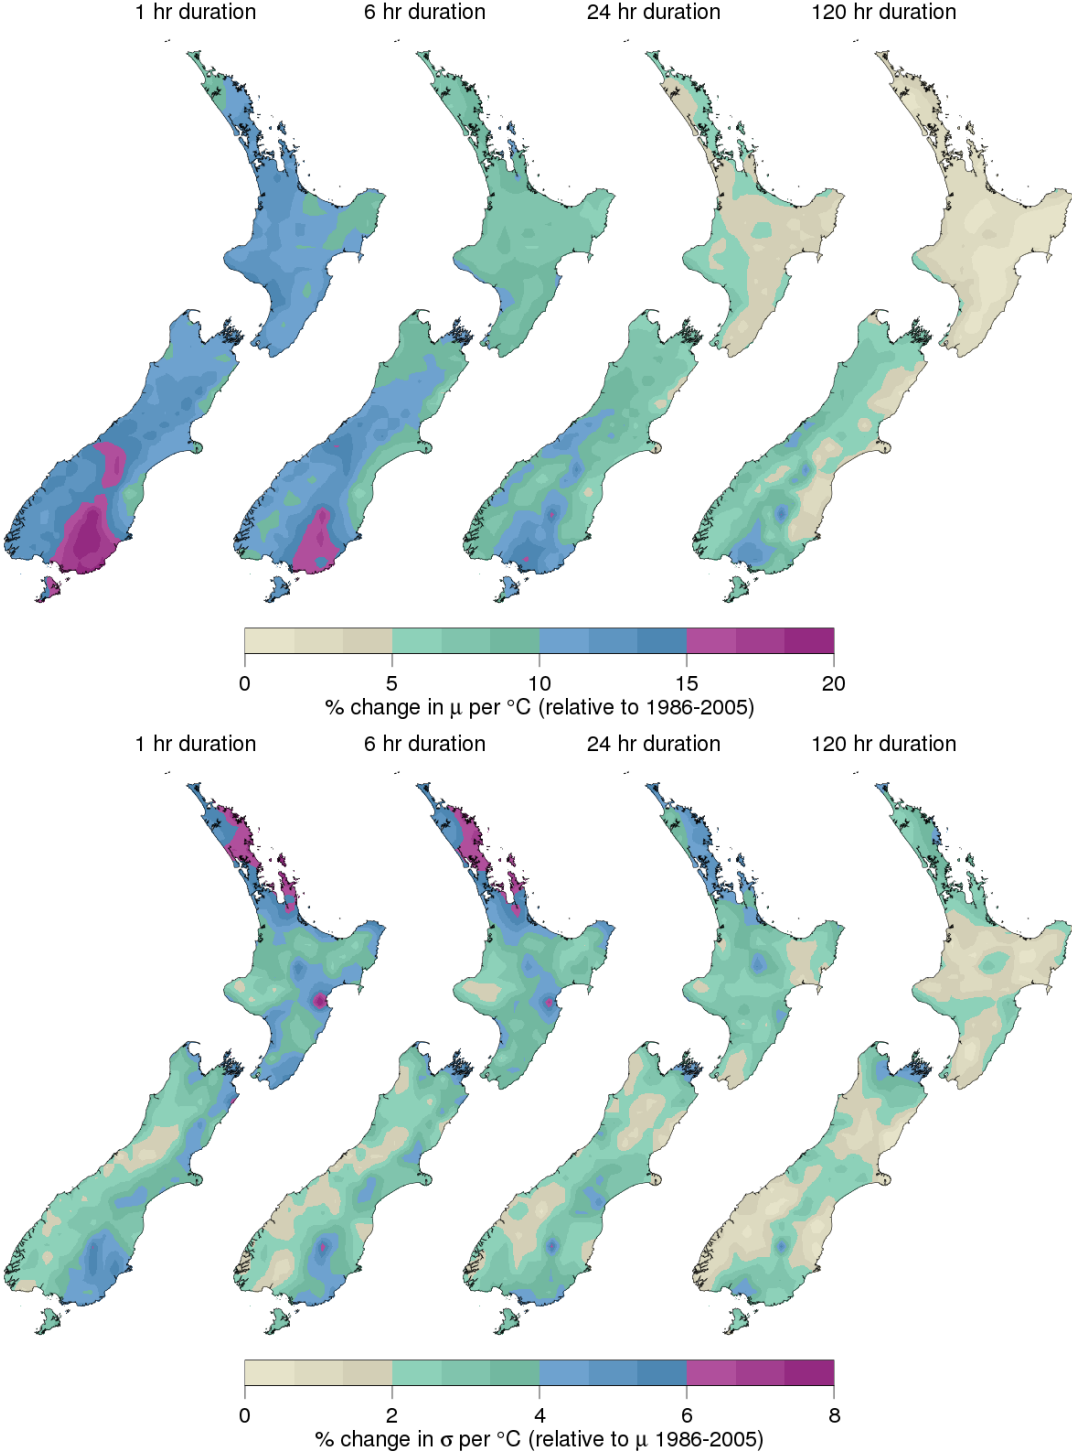 1 hr duration 6 hr duration 24 hr duration 120 hr duration
0 5 10 15 20
% change in μ per °C (relative to 1986-2005)
1 hr duration 6 hr duration 24 hr duration 120 hr duration
0 2 4 6 8
% change in σ per °C (relative to μ 1986-2005)